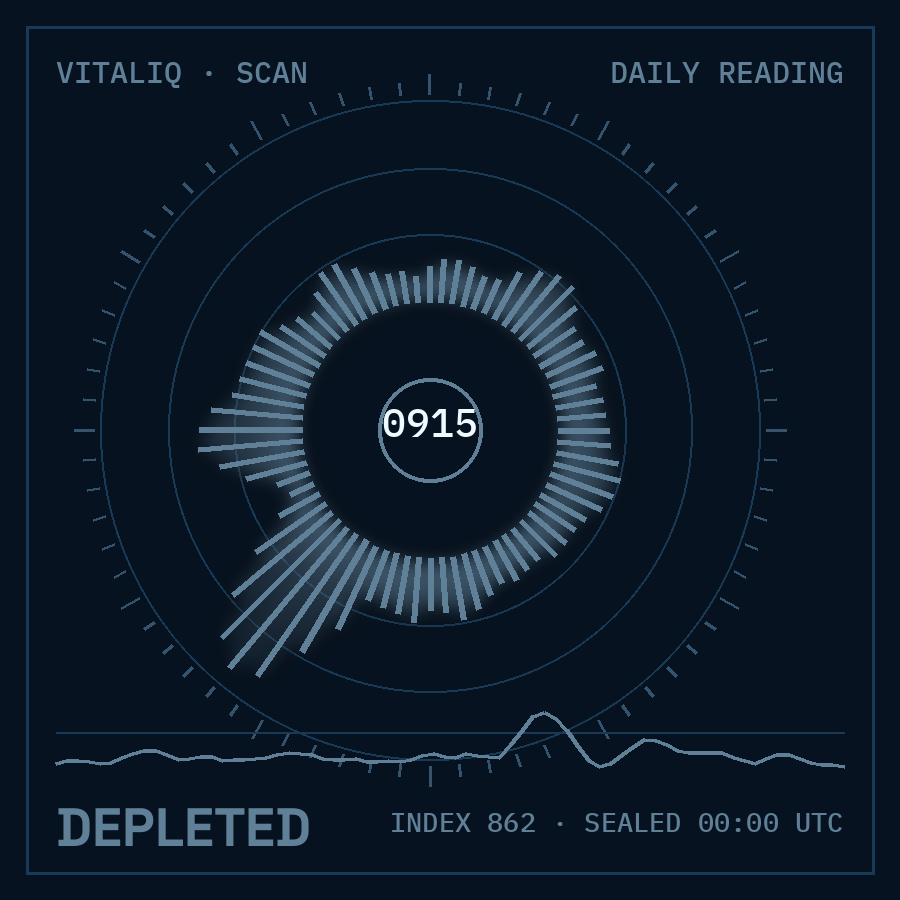 VITALIQ · SCAN
DAILY READING
0915
DEPLETED
INDEX 862 · SEALED 00:00 UTC